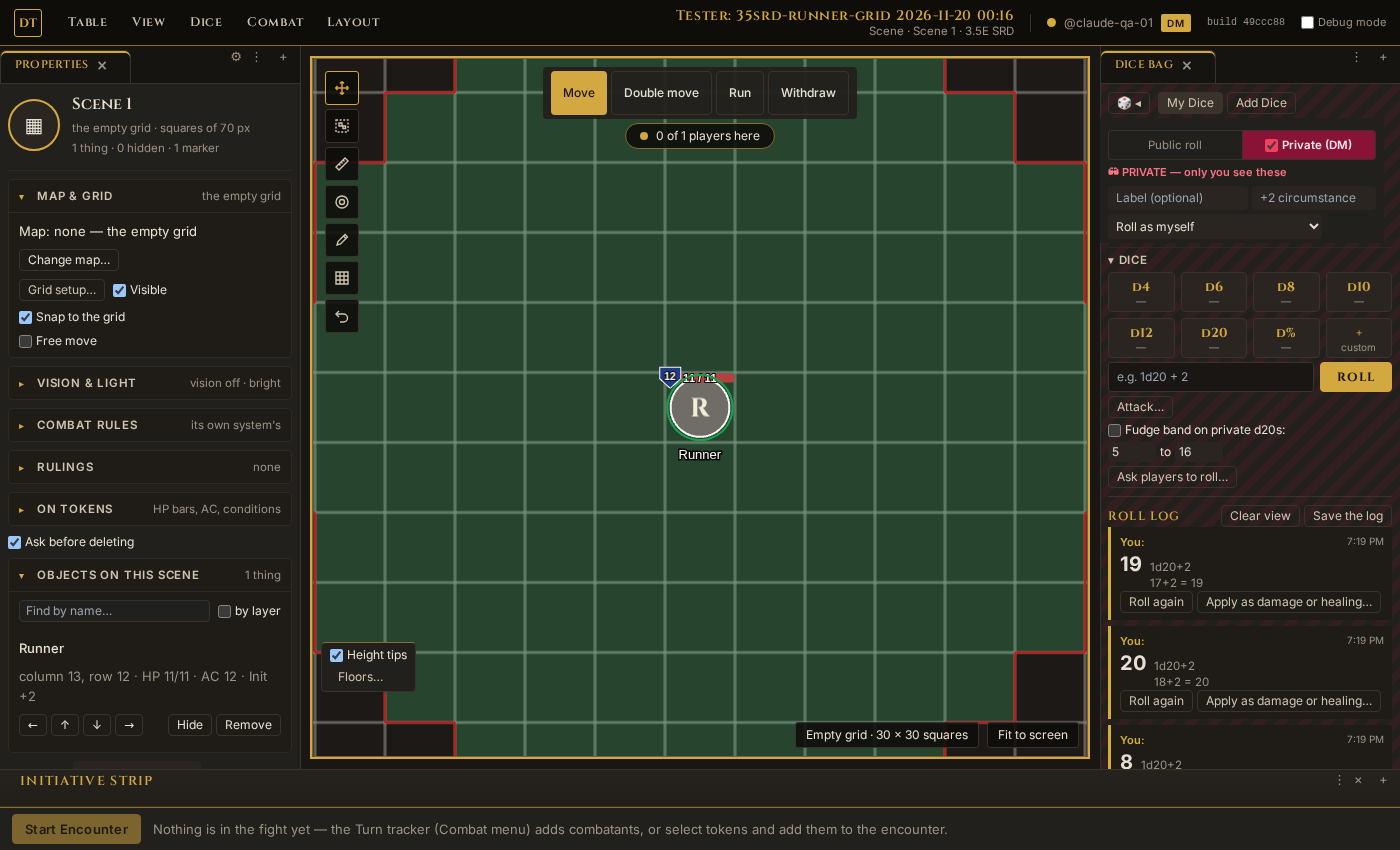 DT
TABLE
VIEW
DICE
COMBAT
LAYOUT
TESTER: 35SRD-RUNNER-GRID 2026-11-20 00:16
Scene · Scene 1 · 3.5E SRD
@claude-qa-01
DM
build 49ccc88
Debug mode
PROPERTIES
SCENE 1
the empty grid · squares of 70 px
1 thing · 0 hidden · 1 marker
MAP & GRID
the empty grid
Map: none — the empty grid
Change map...
Grid setup...
Visible
Snap to the grid
Free move
VISION & LIGHT
vision off · bright
COMBAT RULES
its own system's
RULINGS
none
ON TOKENS
HP bars, AC, conditions
Ask before deleting
OBJECTS ON THIS SCENE
1 thing
Find by name...
by layer
Runner
column 13, row 12 · HP 11/11 · AC 12 · Init
+2
Hide
Remove
Move
Double move
Run
Withdraw
0 of 1 players here
12
11 / 11
R
Runner
Height tips
Floors...
Empty grid · 30 × 30 squares
Fit to screen
DICE BAG
My Dice
Add Dice
Public roll
Private (DM)
PRIVATE — only you see these
Label (optional)
+2 circumstance
Roll as myself
DICE
D4
—
D6
—
D8
—
D10
—
D12
—
D20
—
D%
—
+
custom
e.g. 1d20 + 2
ROLL
Attack...
Fudge band on private d20s:
5
to
16
Ask players to roll...
ROLL LOG
Clear view
Save the log
You:
7:19 PM
19
1d20+2
17+2 = 19
Roll again
Apply as damage or healing...
You:
7:19 PM
20
1d20+2
18+2 = 20
Roll again
Apply as damage or healing...
You:
7:19 PM
8
1d20+2
INITIATIVE STRIP
Start Encounter
Nothing is in the fight yet — the Turn tracker (Combat menu) adds combatants, or select tokens and add them to the encounter.